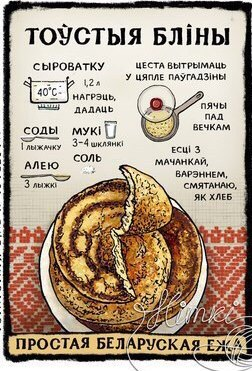 ТОЎСТЫЯ БЛІНЫ
СЫРОВАТКУ
40°С
1,2 л
НАГРЭЦЬ,
ДАДАЦЬ
СОДЫ
1 ЛЫЖАЧКУ
МУКІ
3-4 ШКЛЯНКІ
АЛЕЮ
3 ЛЫЖКІ
СОЛЬ
ЦЕСТА ВЫТРЫМАЦЬ
У ЦЯПЛЕ ПАЎГАДЗІНЫ
ПЯЧЫ
ПАД
ВЕЧКАМ
ЕСЦІ З
МАЧАНКАЙ,
ВАРЭННЕМ,
СМЯТАНАЮ,
ЯК ХЛЕБ
ПРОСТАЯ БЕЛАРУСКАЯ ЕЖА